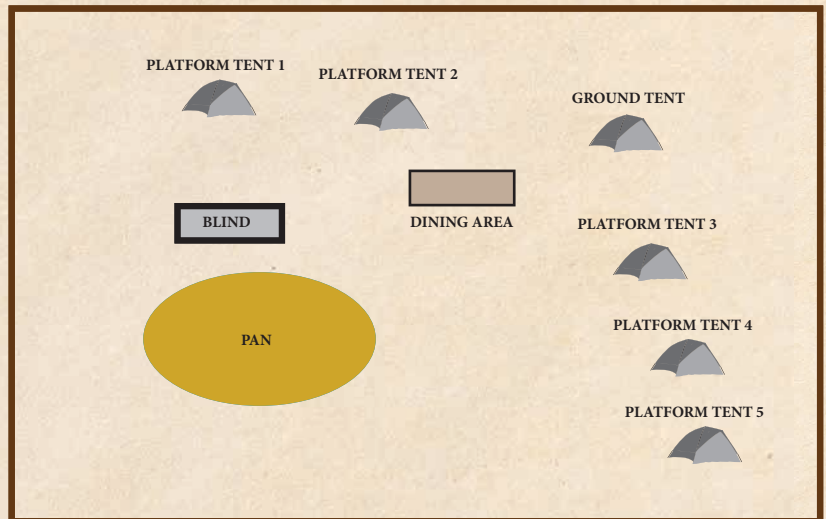 PLATFORM TENT 1
PLATFORM TENT 2
GROUND TENT
BLIND
DINING AREA
PLATFORM TENT 3
PAN
PLATFORM TENT 4
PLATFORM TENT 5